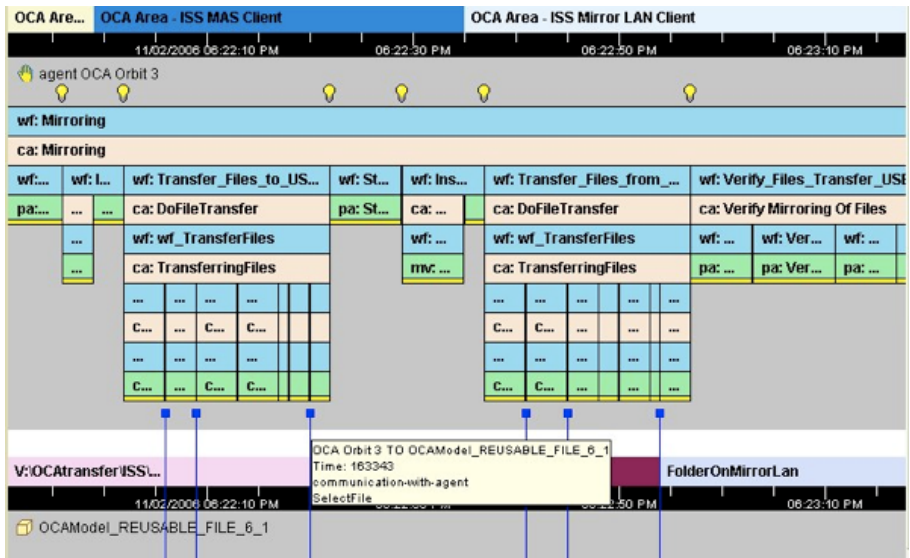 OCA Are... OCA Area - ISS MAS Client OCA Area - ISS Mirror LAN Client
11/02/2006 06:22:10 PM 06:22:30 PM 06:22:50 PM 06:23:10 PM
agent OCA Orbit 3
wf: Mirroring
ca: Mirroring
wf:... wf: I... wf: Transfer_Files_to_US... wf: St... wf: Ins... wf: Transfer_Files_from_... wf: Verify_Files_Transfer_USE
pa:... ... ... ca: DoFileTransfer pa: St... ca: ... ca: DoFileTransfer ca: Verify Mirroring Of Files
... wf: wf_TransferFiles wf: ... wf: wf_TransferFiles wf: ... wf: Ver... wf: ...
... ca: TransferringFiles mv: ... ca: TransferringFiles pa: ... pa: Ver... pa: ...
... ... ... ... ... ... ... ... ...
C... ... C... C... C... ... ... ... ...
... ... ... ... ... ... ... ... ...
C... ... C... C... C... ... C... ... ...
OCA Orbit 3 TO OCAModel_REUSABLE_FILE_6_1
Time: 163343
communication-with-agent
SelectFile
V:\OCAtransfer\ISS\... FolderOnMirrorLan
11/02/2006 06:22:10 PM :50 PM 06:23:10 PM
OCAModel_REUSABLE_FILE_6_1